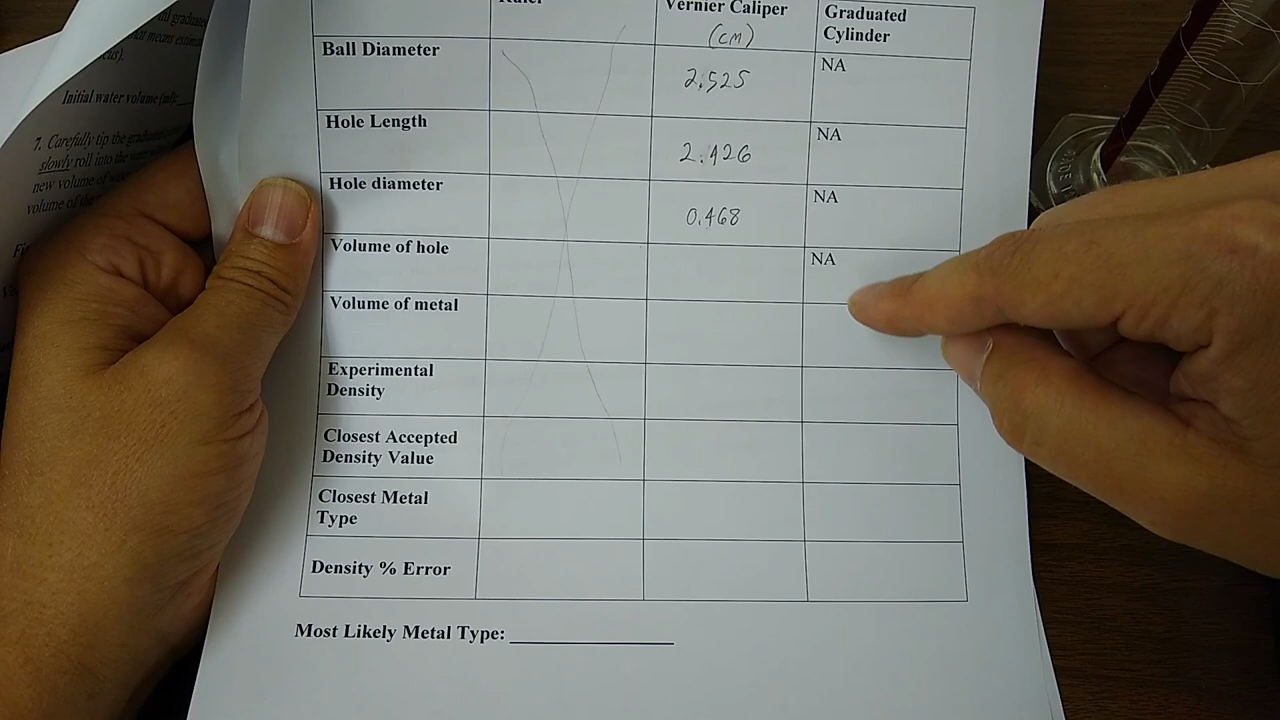 Initial water volume (ml):
7. Carefully tip the
slowly roll into the
new volume of
volume of the
Ruler
Vernier Caliper
(cm)
Graduated
Cylinder
Ball Diameter
2.525
NA
Hole Length
2.426
NA
Hole diameter
0.468
NA
Volume of hole
NA
Volume of metal
Experimental
Density
Closest Accepted
Density Value
Closest Metal
Type
Density % Error
Most Likely Metal Type: